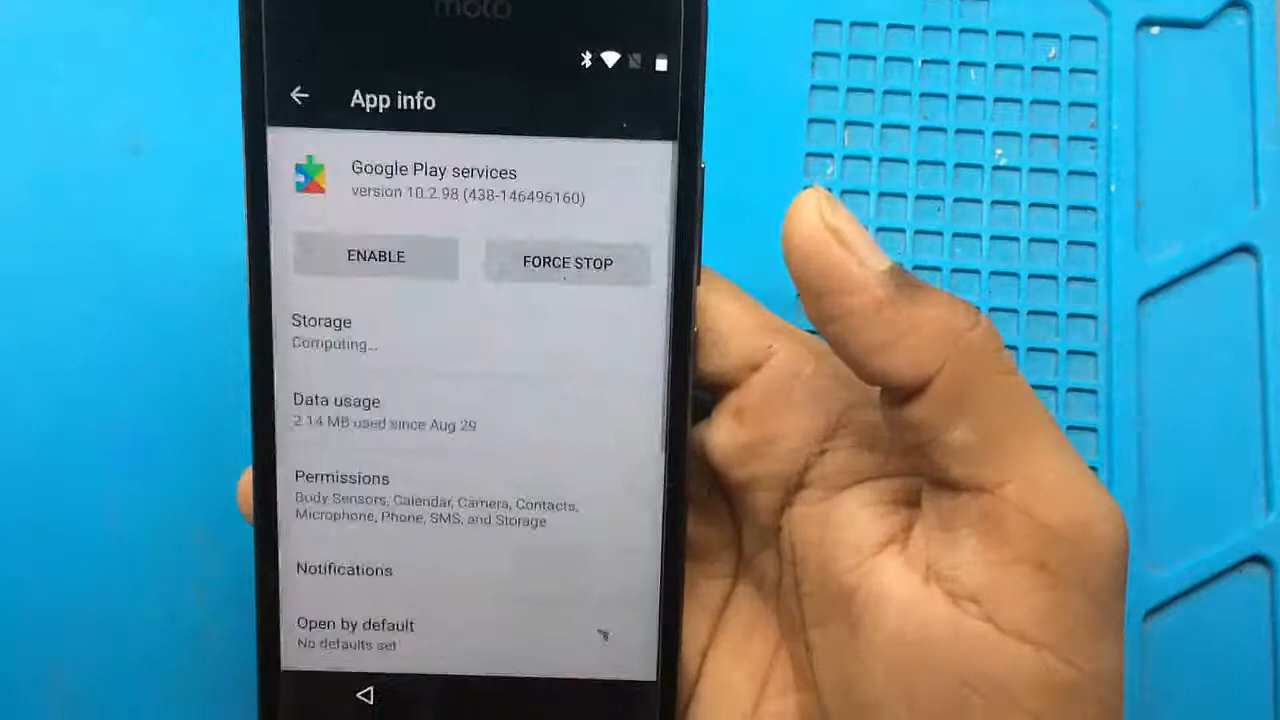 moto
App info
Google Play services
version 10.2.98 (438-146496160)
ENABLE
FORCE STOP
Storage
Computing...
Data usage
2.14 MB used since Aug 29
Permissions
Body Sensors, Calendar, Camera, Contacts,
Microphone, Phone, SMS, and Storage
Notifications
Open by default
No defaults set